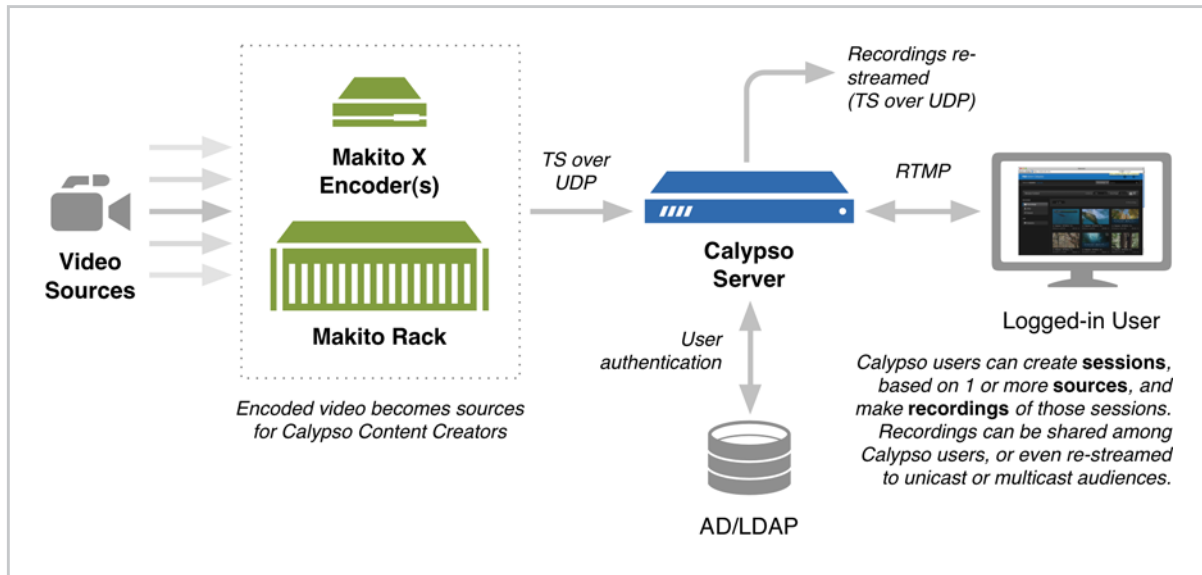 Recordings re-
streamed
(TS over UDP)
Makito X
Encoder(s)
TS over
UDP
RTMP
Video
Sources
Calypso
Server
Makito Rack
Logged-in User
User
authentication
Encoded video becomes sources
for Calypso Content Creators
Calypso users can create sessions,
based on 1 or more sources, and
make recordings of those sessions.
Recordings can be shared among
Calypso users, or even re-streamed
to unicast or multicast audiences.
AD/LDAP